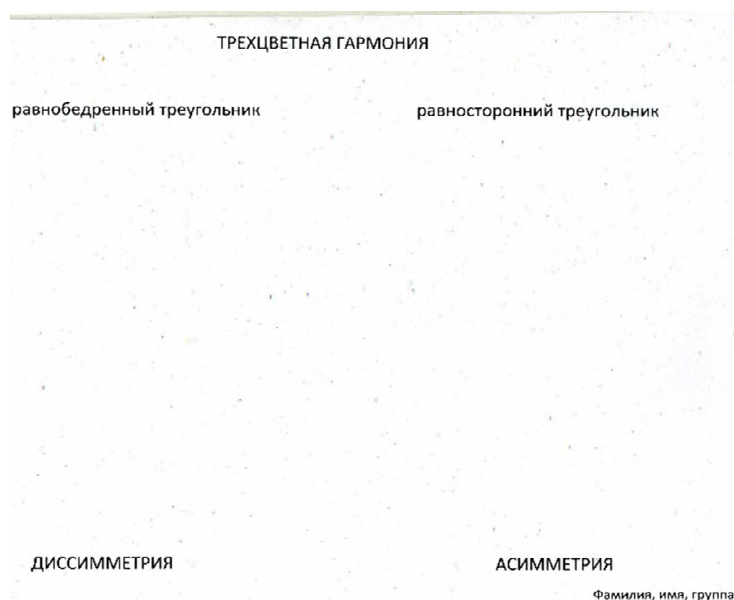 ТРЕХЦВЕТНАЯ ГАРМОНИЯ
равнобедренный треугольник равносторонний треугольник
ДИССИММЕТРИЯ АСИММЕТРИЯ
Фамилия, имя, группа